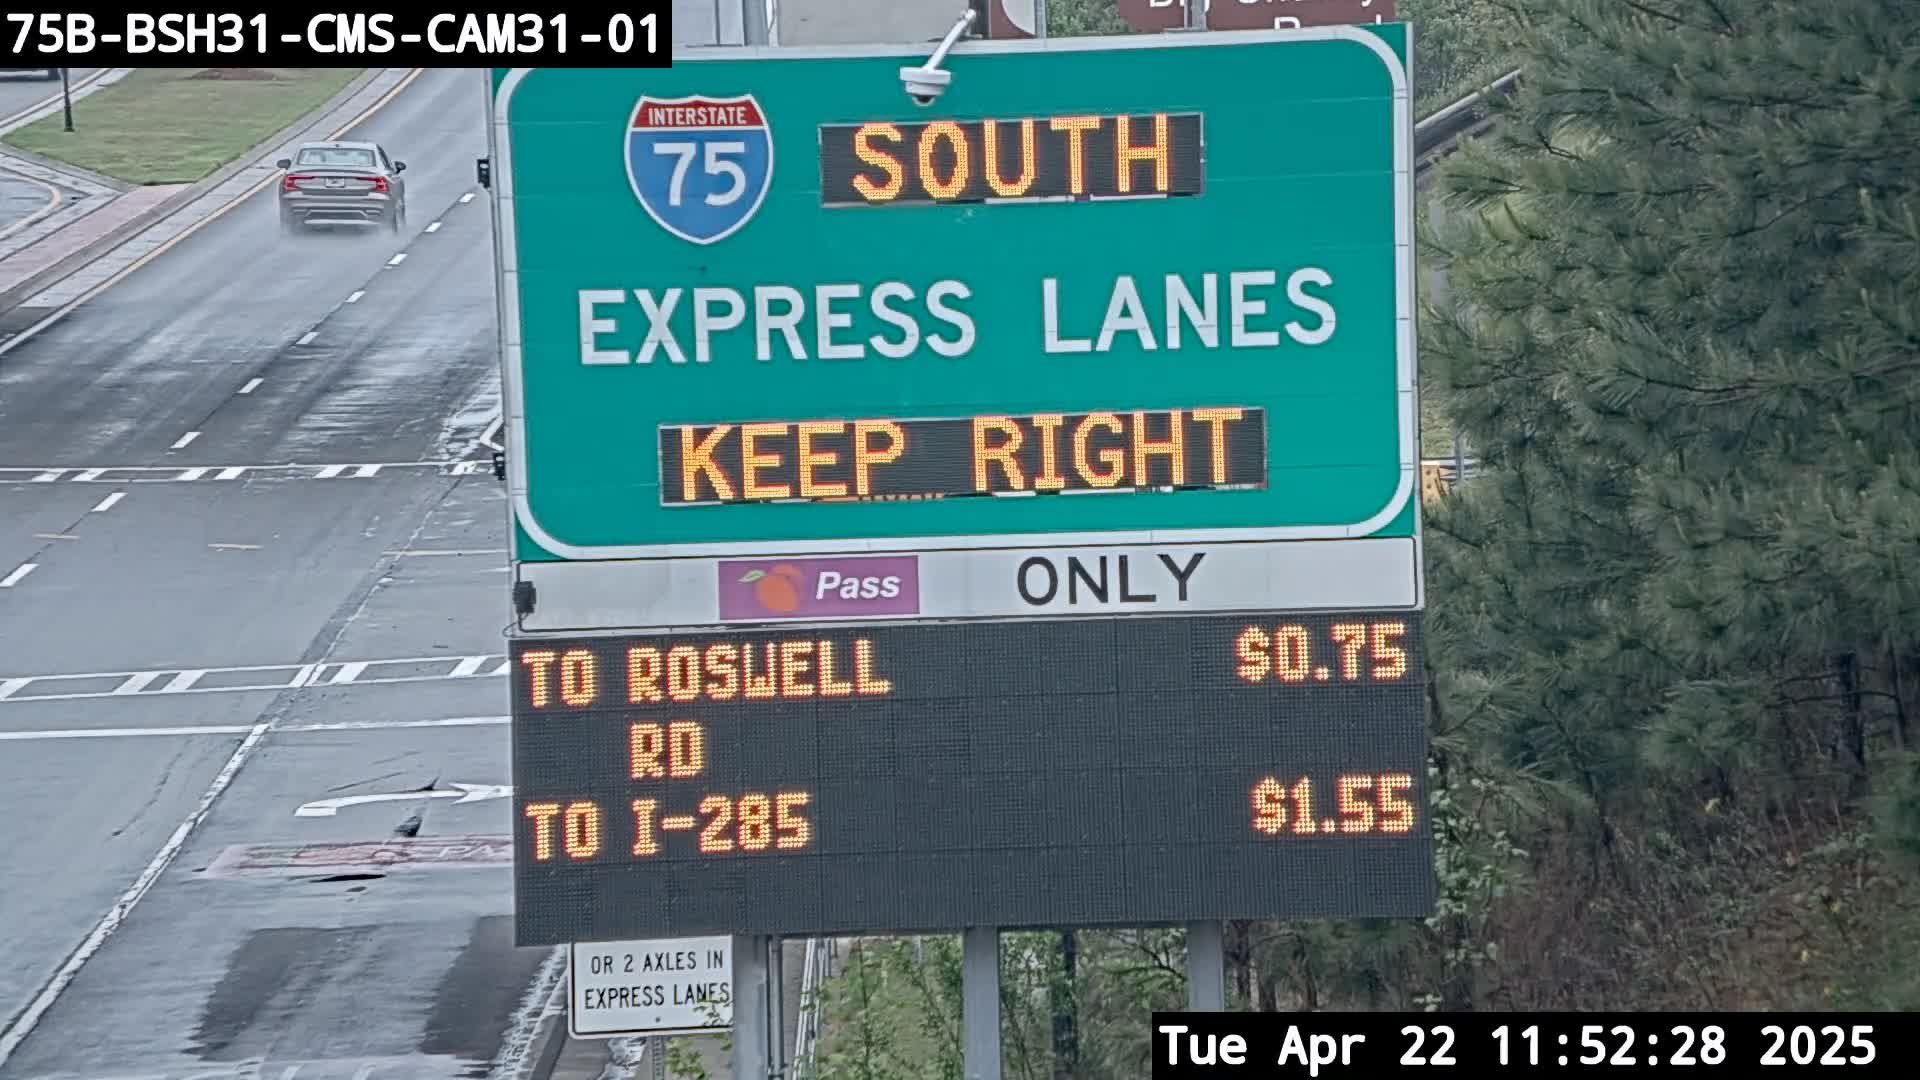 75B-BSH31-CMS-CAM31-01
INTERSTATE
75
SOUTH
EXPRESS LANES
KEEP RIGHT
Pass ONLY
TO ROSWELL $0.75
RD
TO I-285 $1.55
OR 2 AXLES IN
EXPRESS LANES
Tue Apr 22 11:52:28 2025